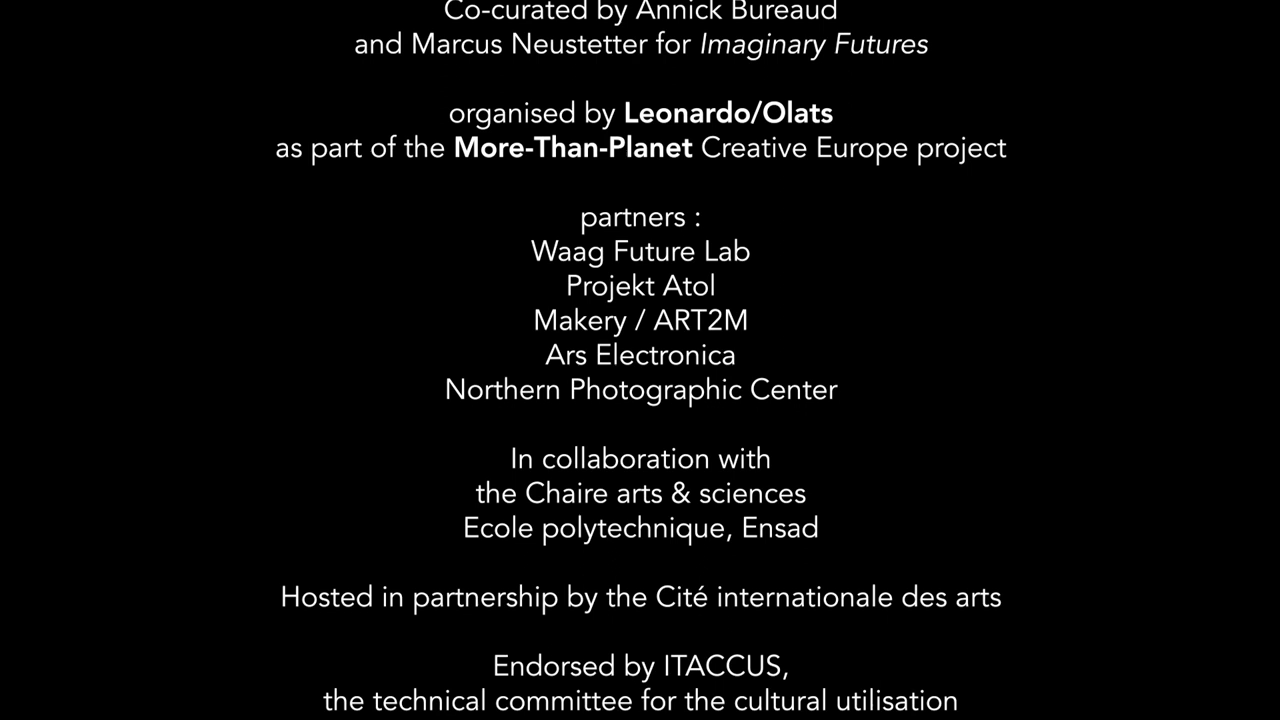 Co-curated by Annick Bureaud
and Marcus Neustetter for Imaginary Futures
organised by Leonardo/Olats
as part of the More-Than-Planet Creative Europe project
partners :
Waag Future Lab
Projekt Atol
Makery / ART2M
Ars Electronica
Northern Photographic Center
In collaboration with
the Chaire arts & sciences
Ecole polytechnique, Ensad
Hosted in partnership by the Cité internationale des arts
Endorsed by ITACCUS,
the technical committee for the cultural utilisation